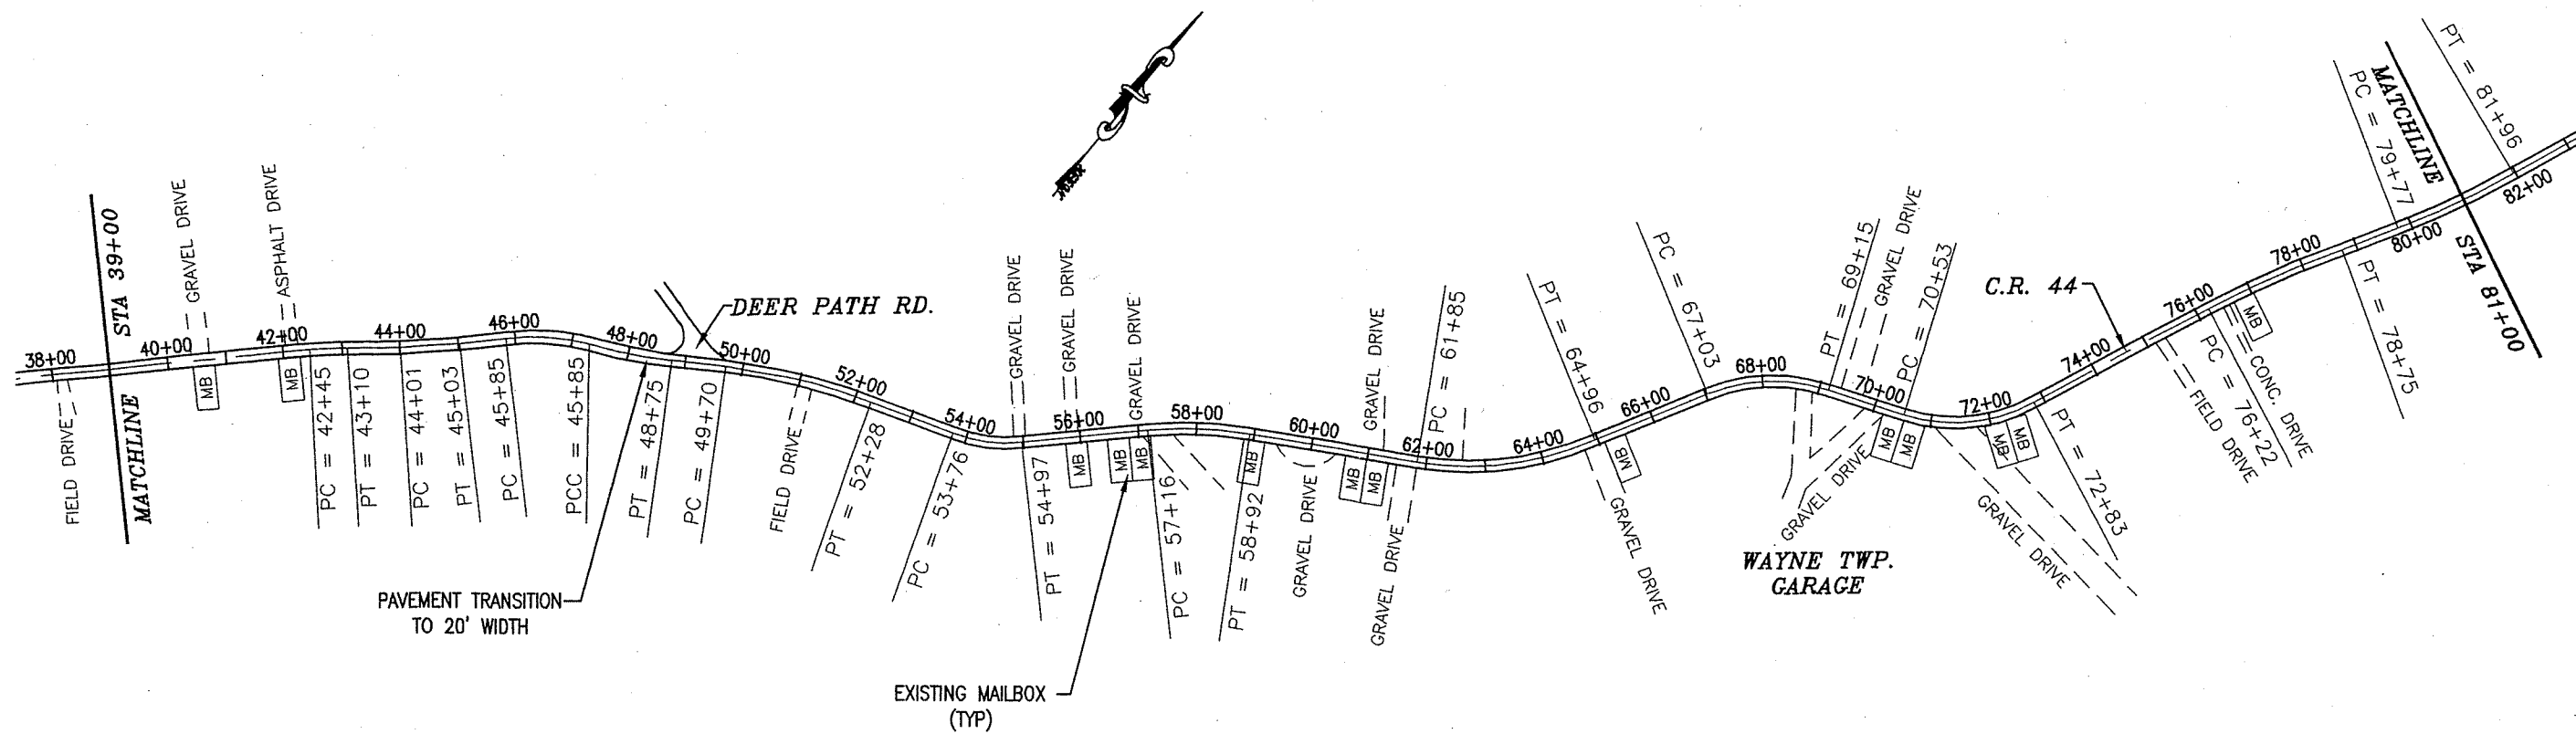 38+00
FIELD DRIVE
STA 39+00
MATCHLINE
40+00
GRAVEL DRIVE
MB
42+00
ASPHALT DRIVE
MB
PC = 42+45
PT = 43+10
44+00
PC = 44+01
PT = 45+03
46+00
PC = 45+85
PCC = 45+85
48+00
PT = 48+75
PAVEMENT TRANSITION
TO 20' WIDTH
DEER PATH RD.
PC = 49+70
50+00
FIELD DRIVE
52+00
PT = 52+28
PC = 53+76
54+00
GRAVEL DRIVE
PT = 54+97
GRAVEL DRIVE
56+00
MB
MB
MB
EXISTING MAILBOX
(TYP)
GRAVEL DRIVE
PC = 57+16
58+00
MB
PT = 58+92
60+00
GRAVEL DRIVE
MB
MB
GRAVEL DRIVE
GRAVEL DRIVE
PC = 61+85
62+00
64+00
PT = 64+96
MB
GRAVEL DRIVE
66+00
PC = 67+03
68+00
PT = 69+15
GRAVEL DRIVE
70+00
PC = 70+53
GRAVEL DRIVE
MB
MB
WAYNE TWP.
GARAGE
72+00
MB
MB
GRAVEL DRIVE
PT = 72+83
74+00
C.R. 44
FIELD DRIVE
76+00
PC = 76+22
CONC. DRIVE
MB
78+00
PT = 78+75
PC = 79+77
80+00
MATCHLINE
STA 81+00
PT = 81+96
82+00